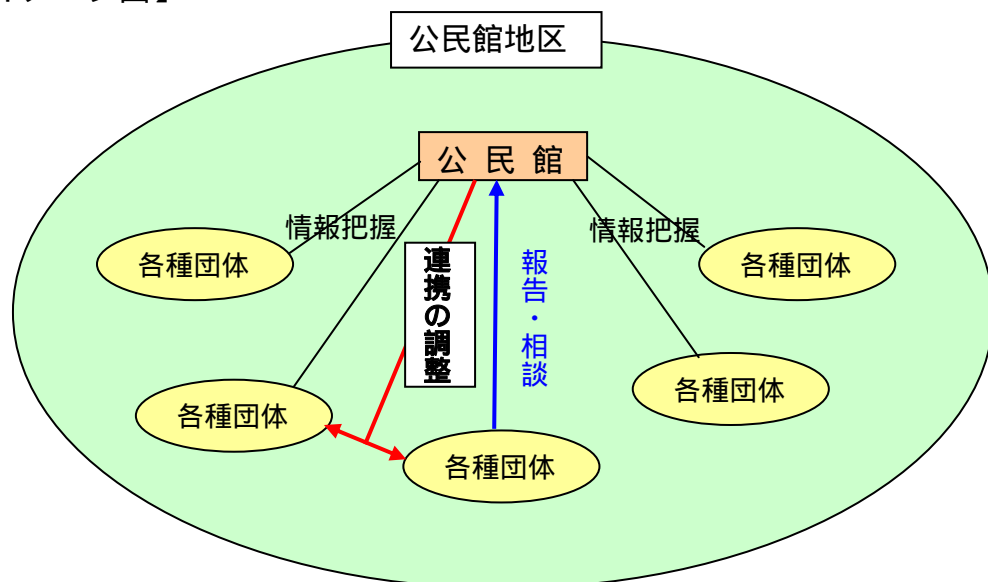 公民館地区
公 民 館
情報把握
情報把握
各種団体
各種団体
連携の調整
報告・相談
各種団体
各種団体
各種団体